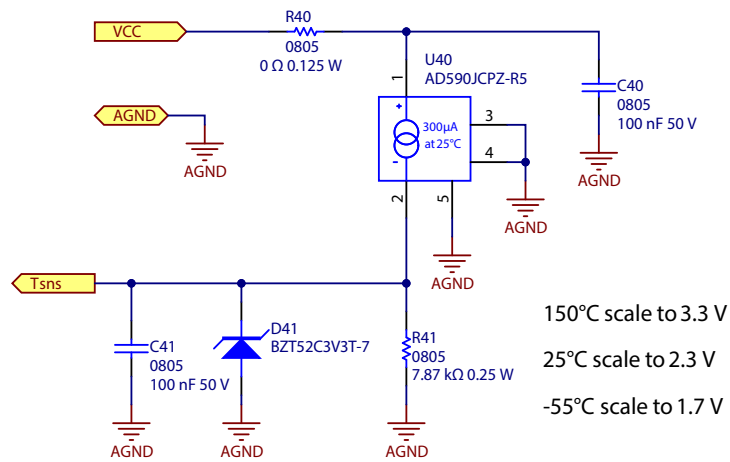 R40
VCC
0805
0 Ω 0.125 W
U40
AD590JCPZ-R5
1
C40
0805
100 nF 50 V
AGND
+
300µA
at 25°C
-
3
4
AGND
2
5
AGND
AGND
Tsns
150°C scale to 3.3 V
D41
BZT52C3V3T-7
R41
0805
7.87 kΩ 0.25 W
C41
0805
100 nF 50 V
25°C scale to 2.3 V
-55°C scale to 1.7 V
AGND
AGND
AGND
AGND